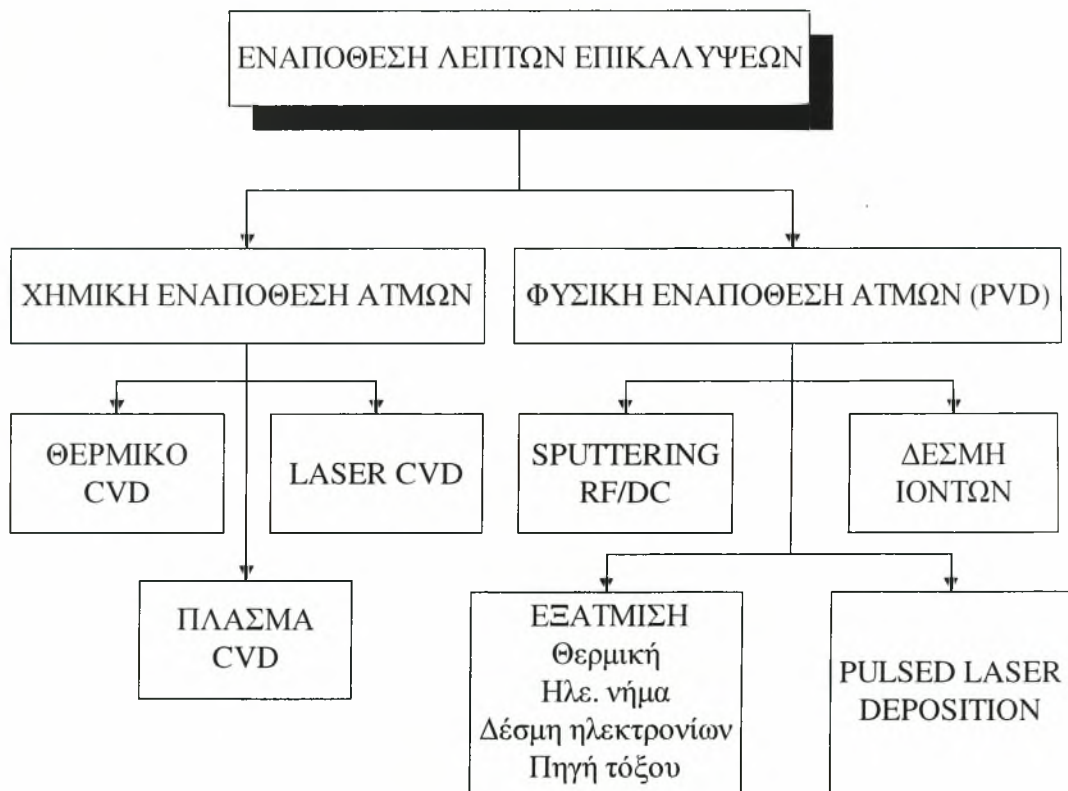 ΕΝΑΠΟΘΕΣΗ ΛΕΠΤΩΝ ΕΠΙΚΑΛΥΨΕΩΝ
ΧΗΜΙΚΗ ΕΝΑΠΟΘΕΣΗ ΑΤΜΩΝ
ΦΥΣΙΚΗ ΕΝΑΠΟΘΕΣΗ ΑΤΜΩΝ (PVD)
ΘΕΡΜΙΚΟ
CVD
LASER CVD
SPUTTERING
RF/DC
ΔΕΣΜΗ
ΙΟΝΤΩΝ
ΠΛΑΣΜΑ
CVD
ΕΞΑΤΜΙΣΗ
Θερμική
Ηλε. νήμα
Δέσμη ηλεκτρονίων
Πηγή τόξου
PULSED LASER
DEPOSITION